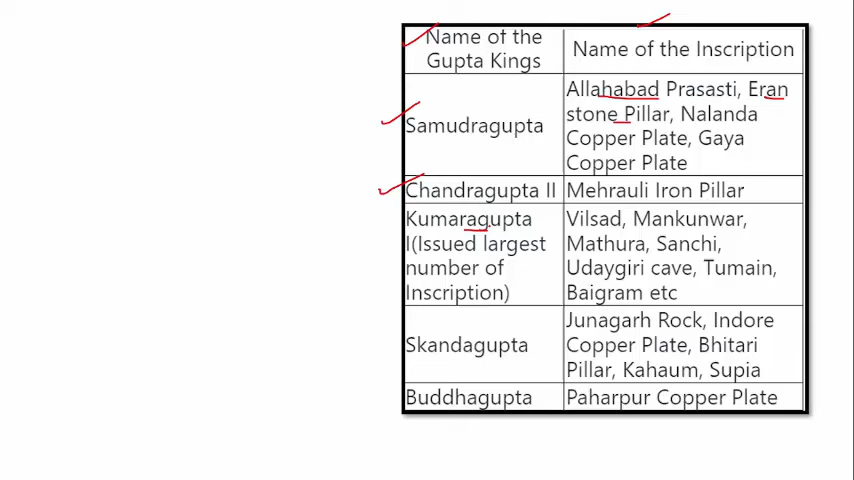 Name of the
Gupta Kings
Name of the Inscription
Samudragupta
Allahabad Prasasti, Eran
stone Pillar, Nalanda
Copper Plate, Gaya
Copper Plate
Chandragupta II
Mehrauli Iron Pillar
Kumaragupta
I(Issued largest
number of
Inscription)
Vilsad, Mankunwar,
Mathura, Sanchi,
Udaygiri cave, Tumain,
Baigram etc
Skandagupta
Junagarh Rock, Indore
Copper Plate, Bhitari
Pillar, Kahaum, Supia
Buddhagupta
Paharpur Copper Plate